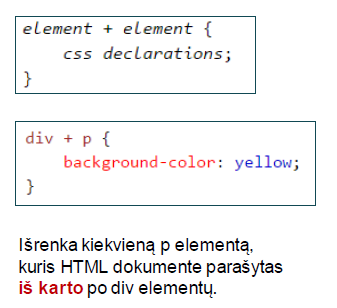 element + element {
css declarations;
}
div + p {
background-color: yellow;
}
Išrenka kiekvieną p elementą,
kuris HTML dokumente parašytas
iš karto po div elementų.